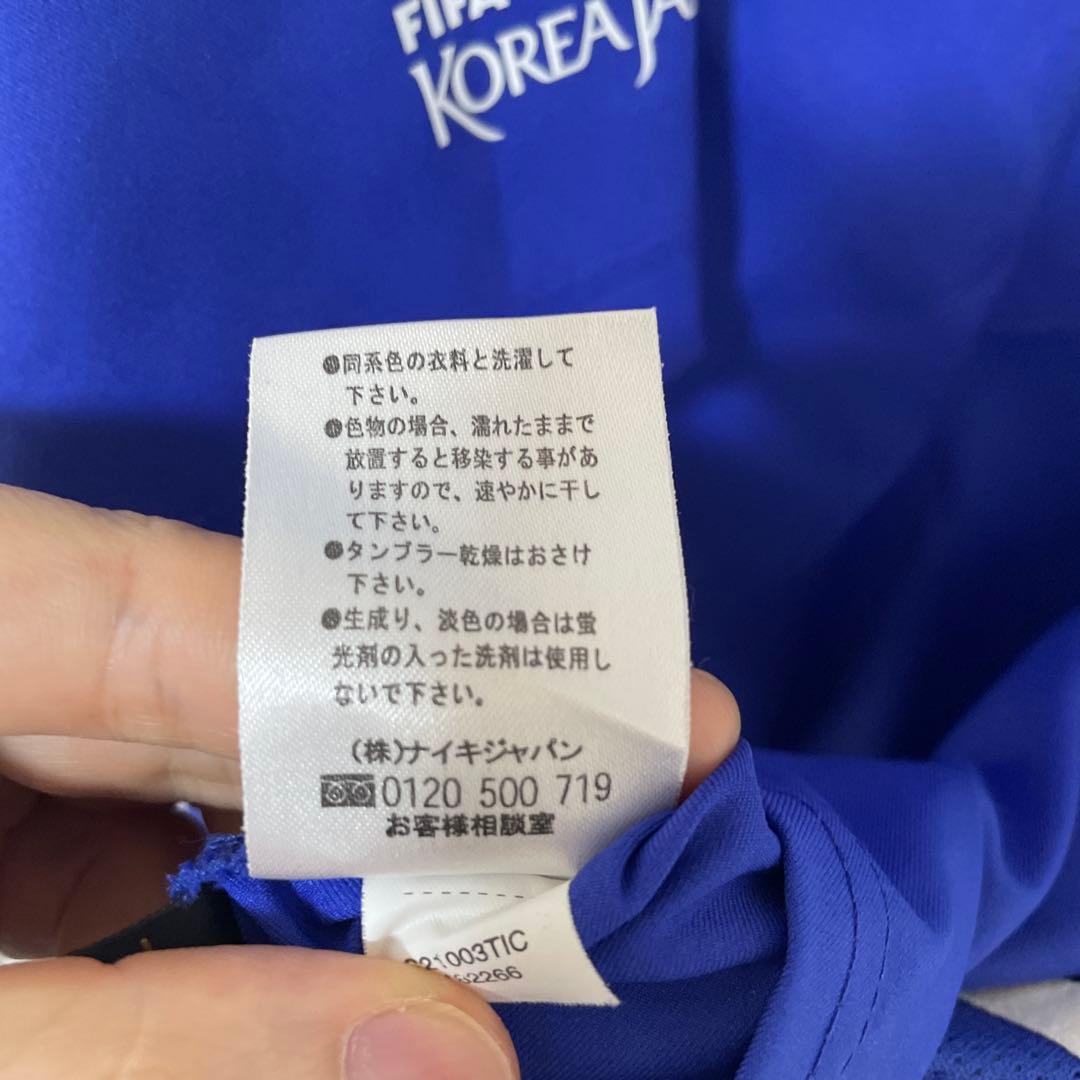 FIFA
KOREA JA
●同系色の衣料と洗濯して
下さい。
●色物の場合、濡れたままで
放置すると移染する事があ
りますので、速やかに干し
て下さい。
●タンブラー乾燥はおさけ
下さい。
●生成り、淡色の場合は蛍
光剤の入った洗剤は使用し
ないで下さい。
(株)ナイキジャパン
0120 500 719
お客様相談室
21003TIC
2266